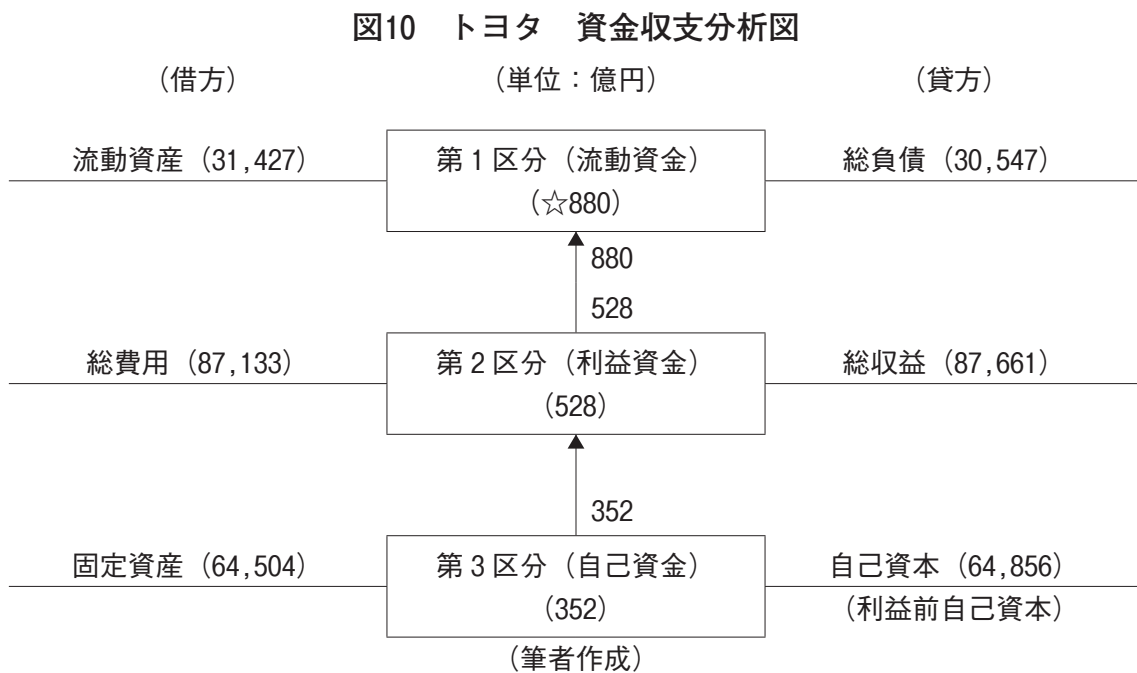 図10　トヨタ　資金収支分析図
（借方）　（単位：億円）　（貸方）
流動資産（31,427）　第１区分（流動資金）　総負債（30,547）
（☆880）
880
528
総費用（87,133）　第２区分（利益資金）　総収益（87,661）
（528）
352
固定資産（64,504）　第３区分（自己資金）　自己資本（64,856）
（352）　（利益前自己資本）
（筆者作成）